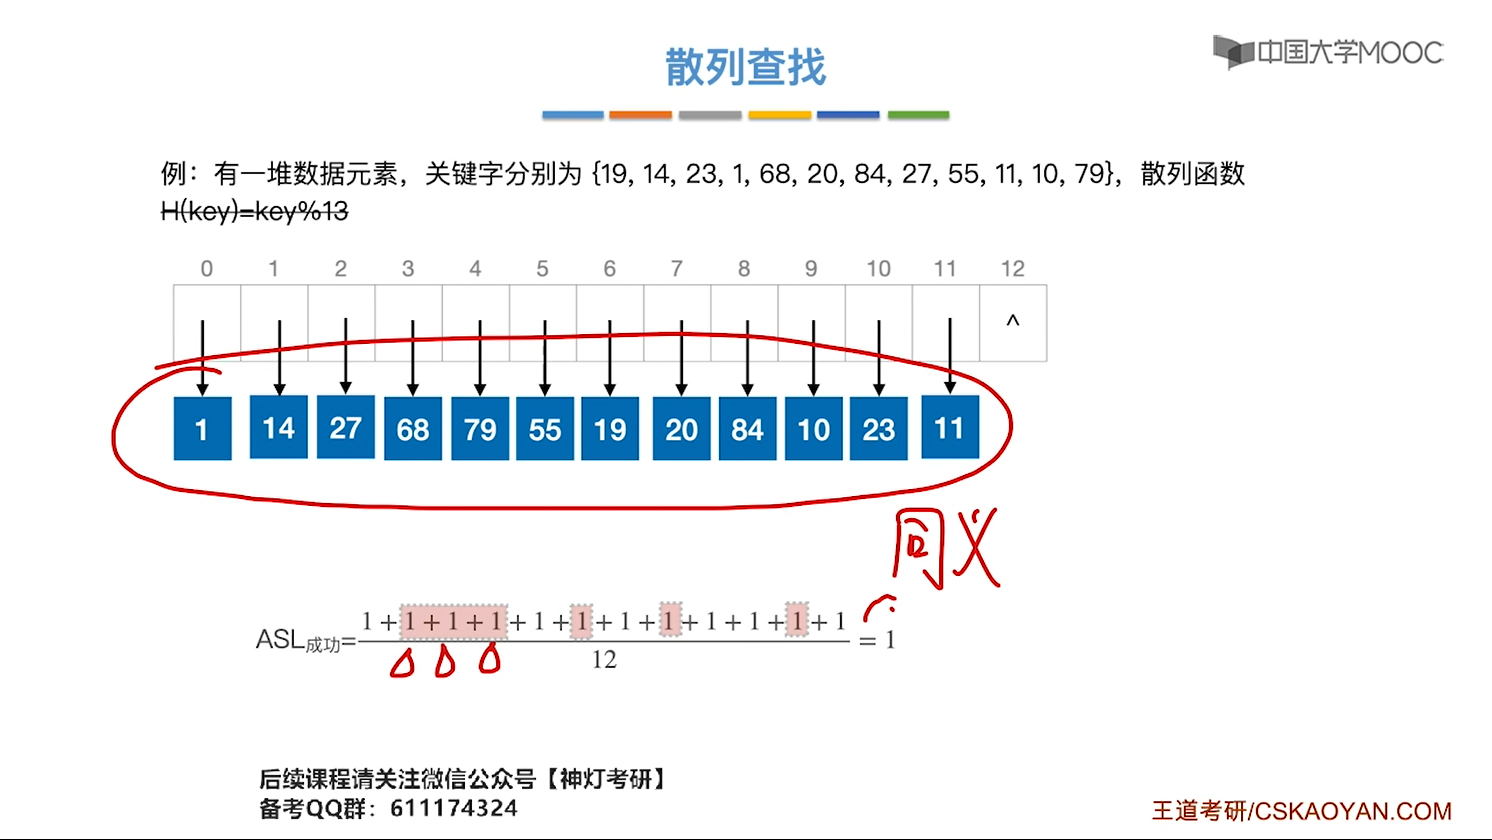 散列查找
中国大学MOOC
例：有一堆数据元素，关键字分别为 {19, 14, 23, 1, 68, 20, 84, 27, 55, 11, 10, 79}，散列函数
H(key)=key%13
0 1 2 3 4 5 6 7 8 9 10 11 12
^
1 14 27 68 79 55 19 20 84 10 23 11
同义
1 + 1 + 1 + 1 + 1 + 1 + 1 + 1 + 1 + 1 + 1 + 1
ASL成功= = 1
12
后续课程请关注微信公众号【神灯考研】
备考QQ群：611174324
王道考研/CSKAOYAN.COM